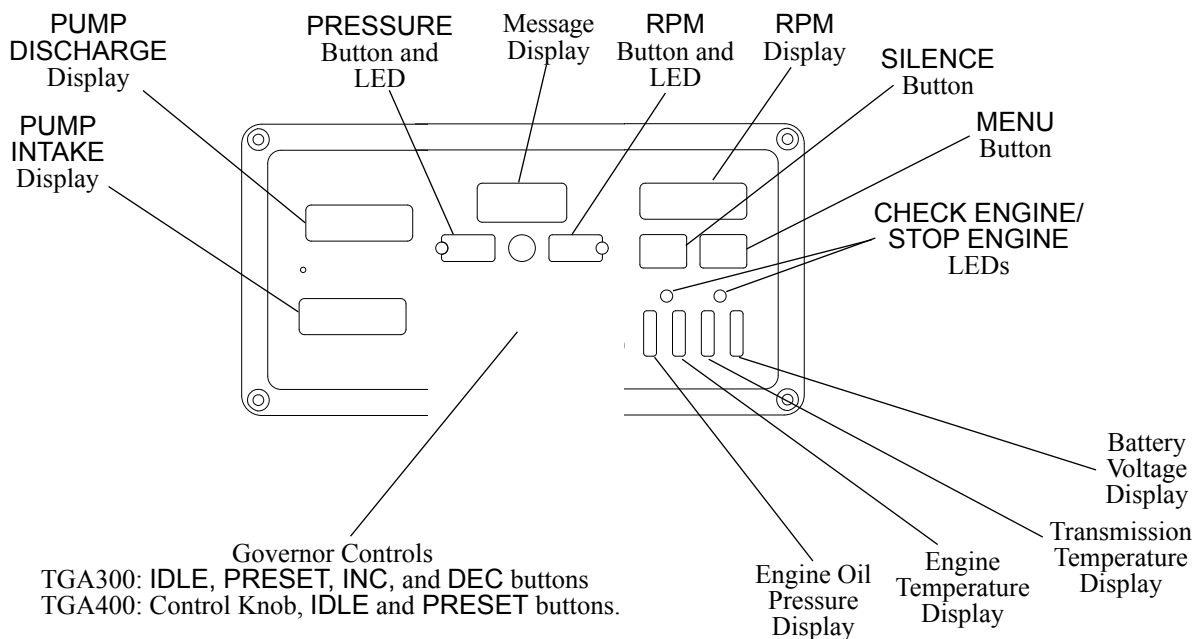 PUMP
DISCHARGE
Display
PRESSURE
Button and
LED
Message
Display
RPM
Button and
LED
RPM
Display
SILENCE
Button
PUMP
INTAKE
Display
MENU
Button
CHECK ENGINE/
STOP ENGINE
LEDs
Battery
Voltage
Display
Transmission
Temperature
Display
Engine
Temperature
Display
Engine Oil
Pressure
Display
Governor Controls
TGA300: IDLE, PRESET, INC, and DEC buttons
TGA400: Control Knob, IDLE and PRESET buttons.